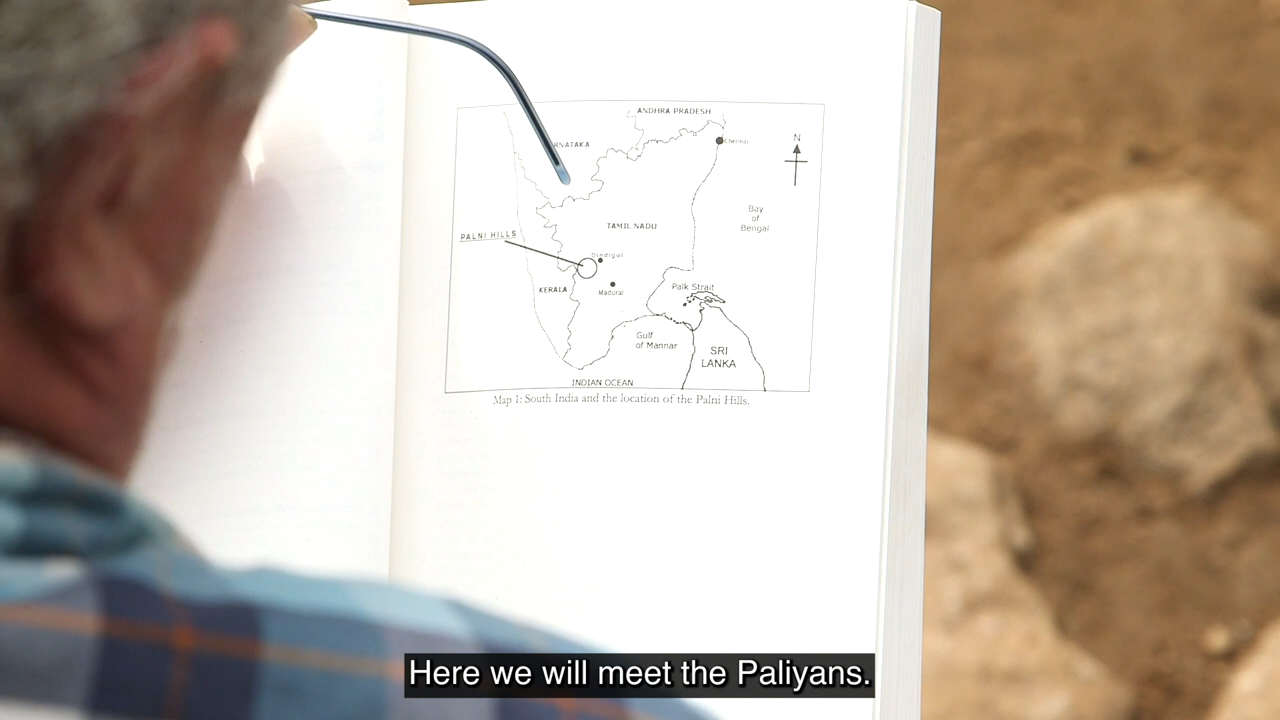 ANDHRA PRADESH
RNATAKA
Chennai
N
Bay
of
Bengal
TAMIL NADU
PALNI HILLS
Dindigul
KERALA
Madurai
Palk Strait
Gulf
of Mannar
SRI
LANKA
INDIAN OCEAN
Map 1: South India and the location of the Palni Hills.
Here we will meet the Paliyans.